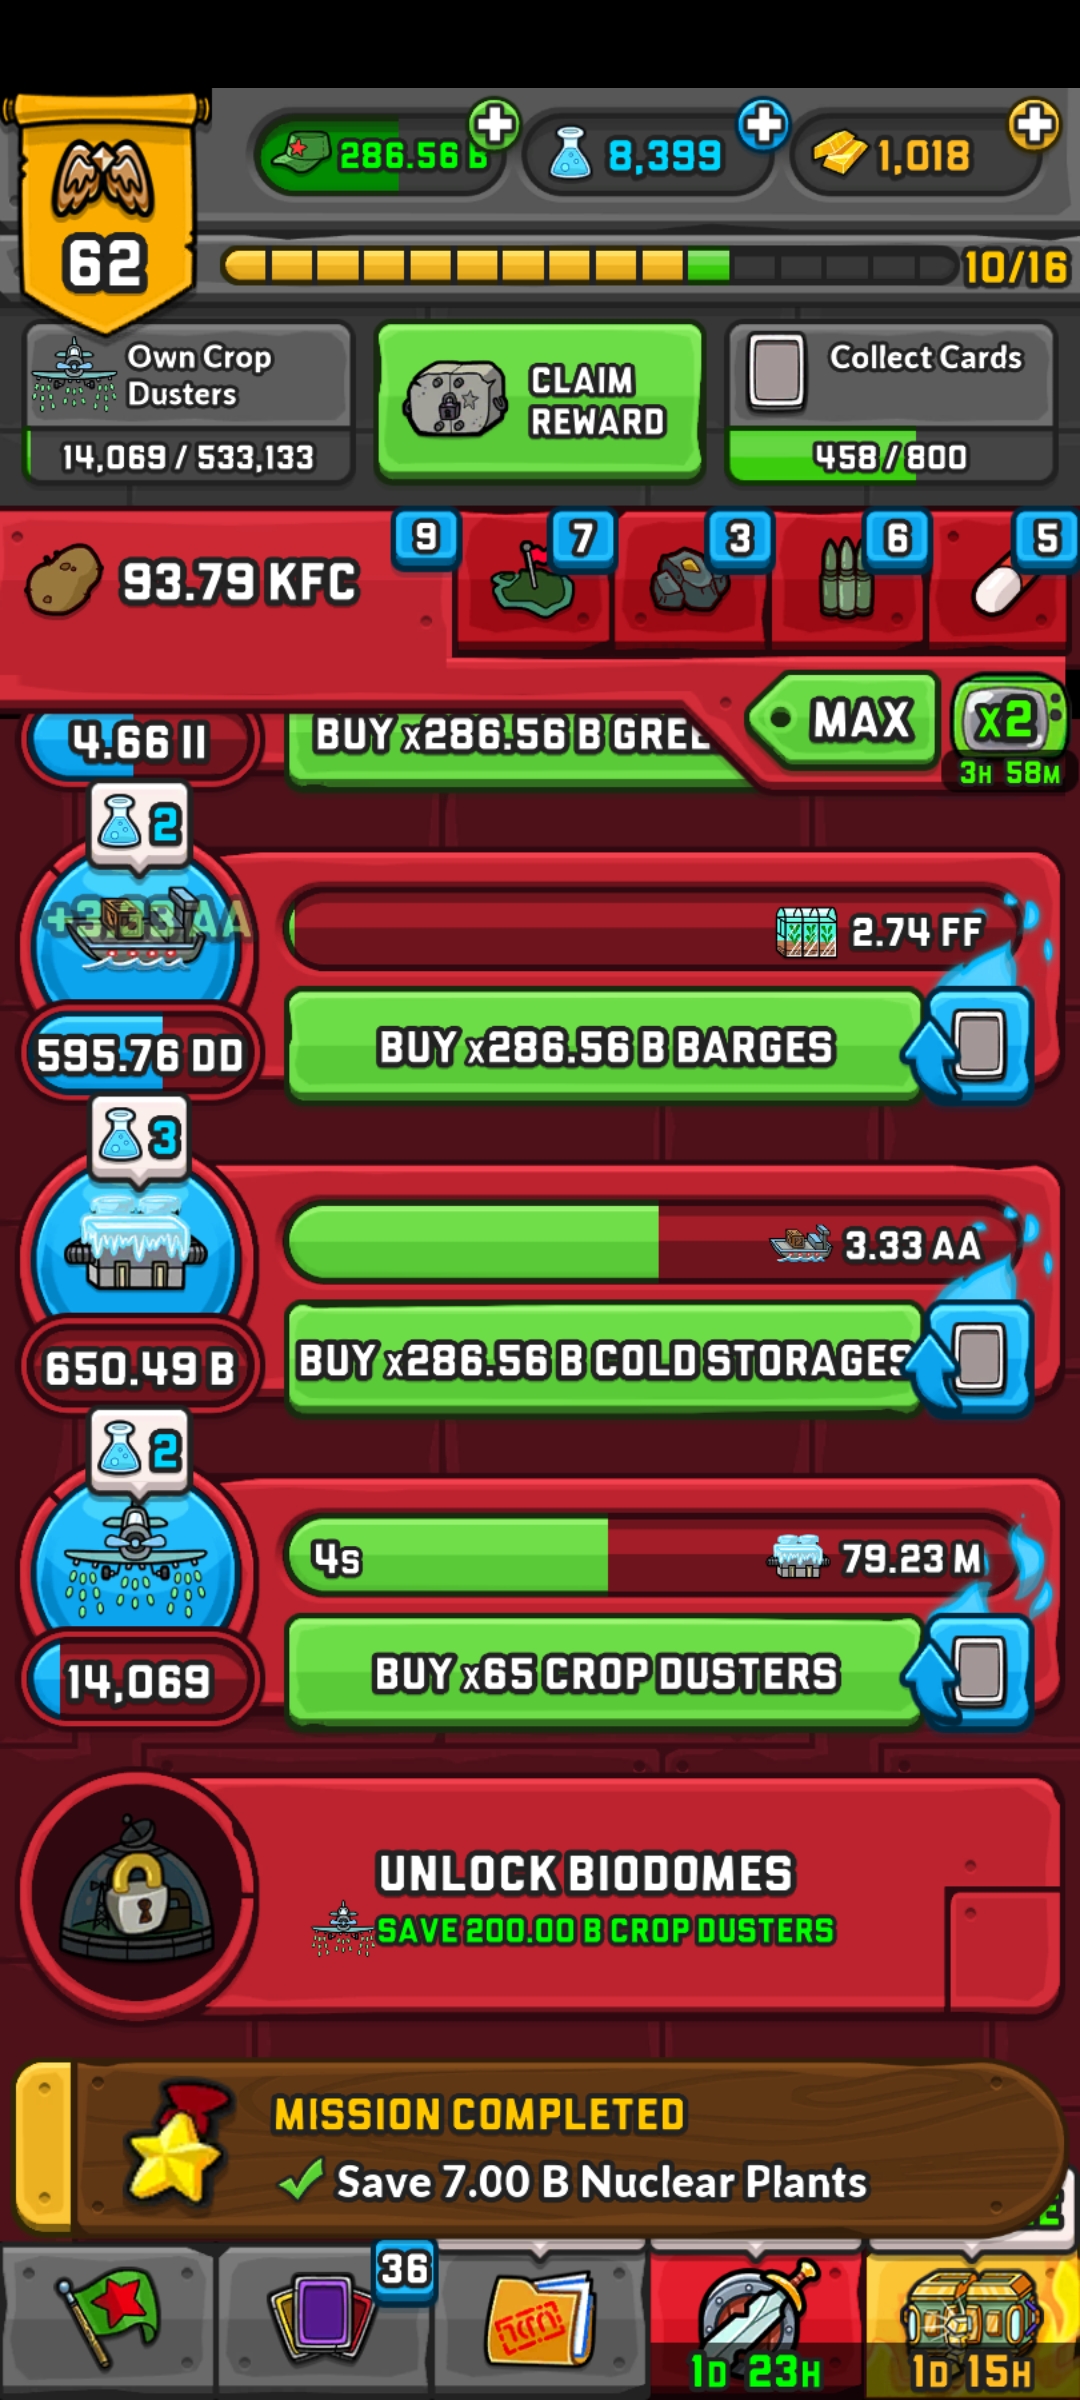 62
286.56 B
8,399
1,018
10/16
Own Crop
Dusters
14,069 / 533,133
CLAIM
REWARD
Collect Cards
458 / 800
93.79 KFC
9
7
3
6
5
MAX
x2
3H 58M
4.66 II
BUY x286.56 B
2
+3.33 AA
2.74 FF
595.76 DD
BUY x286.56 B BARGES
3
3.33 AA
650.49 B
BUY x286.56 B COLD STORAGES
2
4S
79.23 M
14,069
BUY x65 CROP DUSTERS
UNLOCK BIODOMES
SAVE 200.00 B CROP DUSTERS
MISSION COMPLETED
Save 7.00 B Nuclear Plants
36
1D 23H
1D 15H